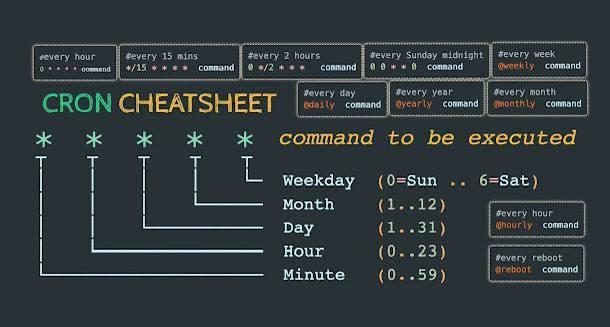 #every hour
0 * * * * command
#every 15 mins
*/15 * * * * command
#every 2 hours
0 */2 * * * command
#every Sunday midnight
0 0 * * 0 command
#every week
@weekly command
#every day
@daily command
#every year
@yearly command
#every month
@monthly command
CRON CHEATSHEET
* * * * * command to be executed
Weekday (0=Sun .. 6=Sat)
Month (1..12)
Day (1..31)
Hour (0..23)
Minute (0..59)
#every hour
@hourly command
#every reboot
@reboot command